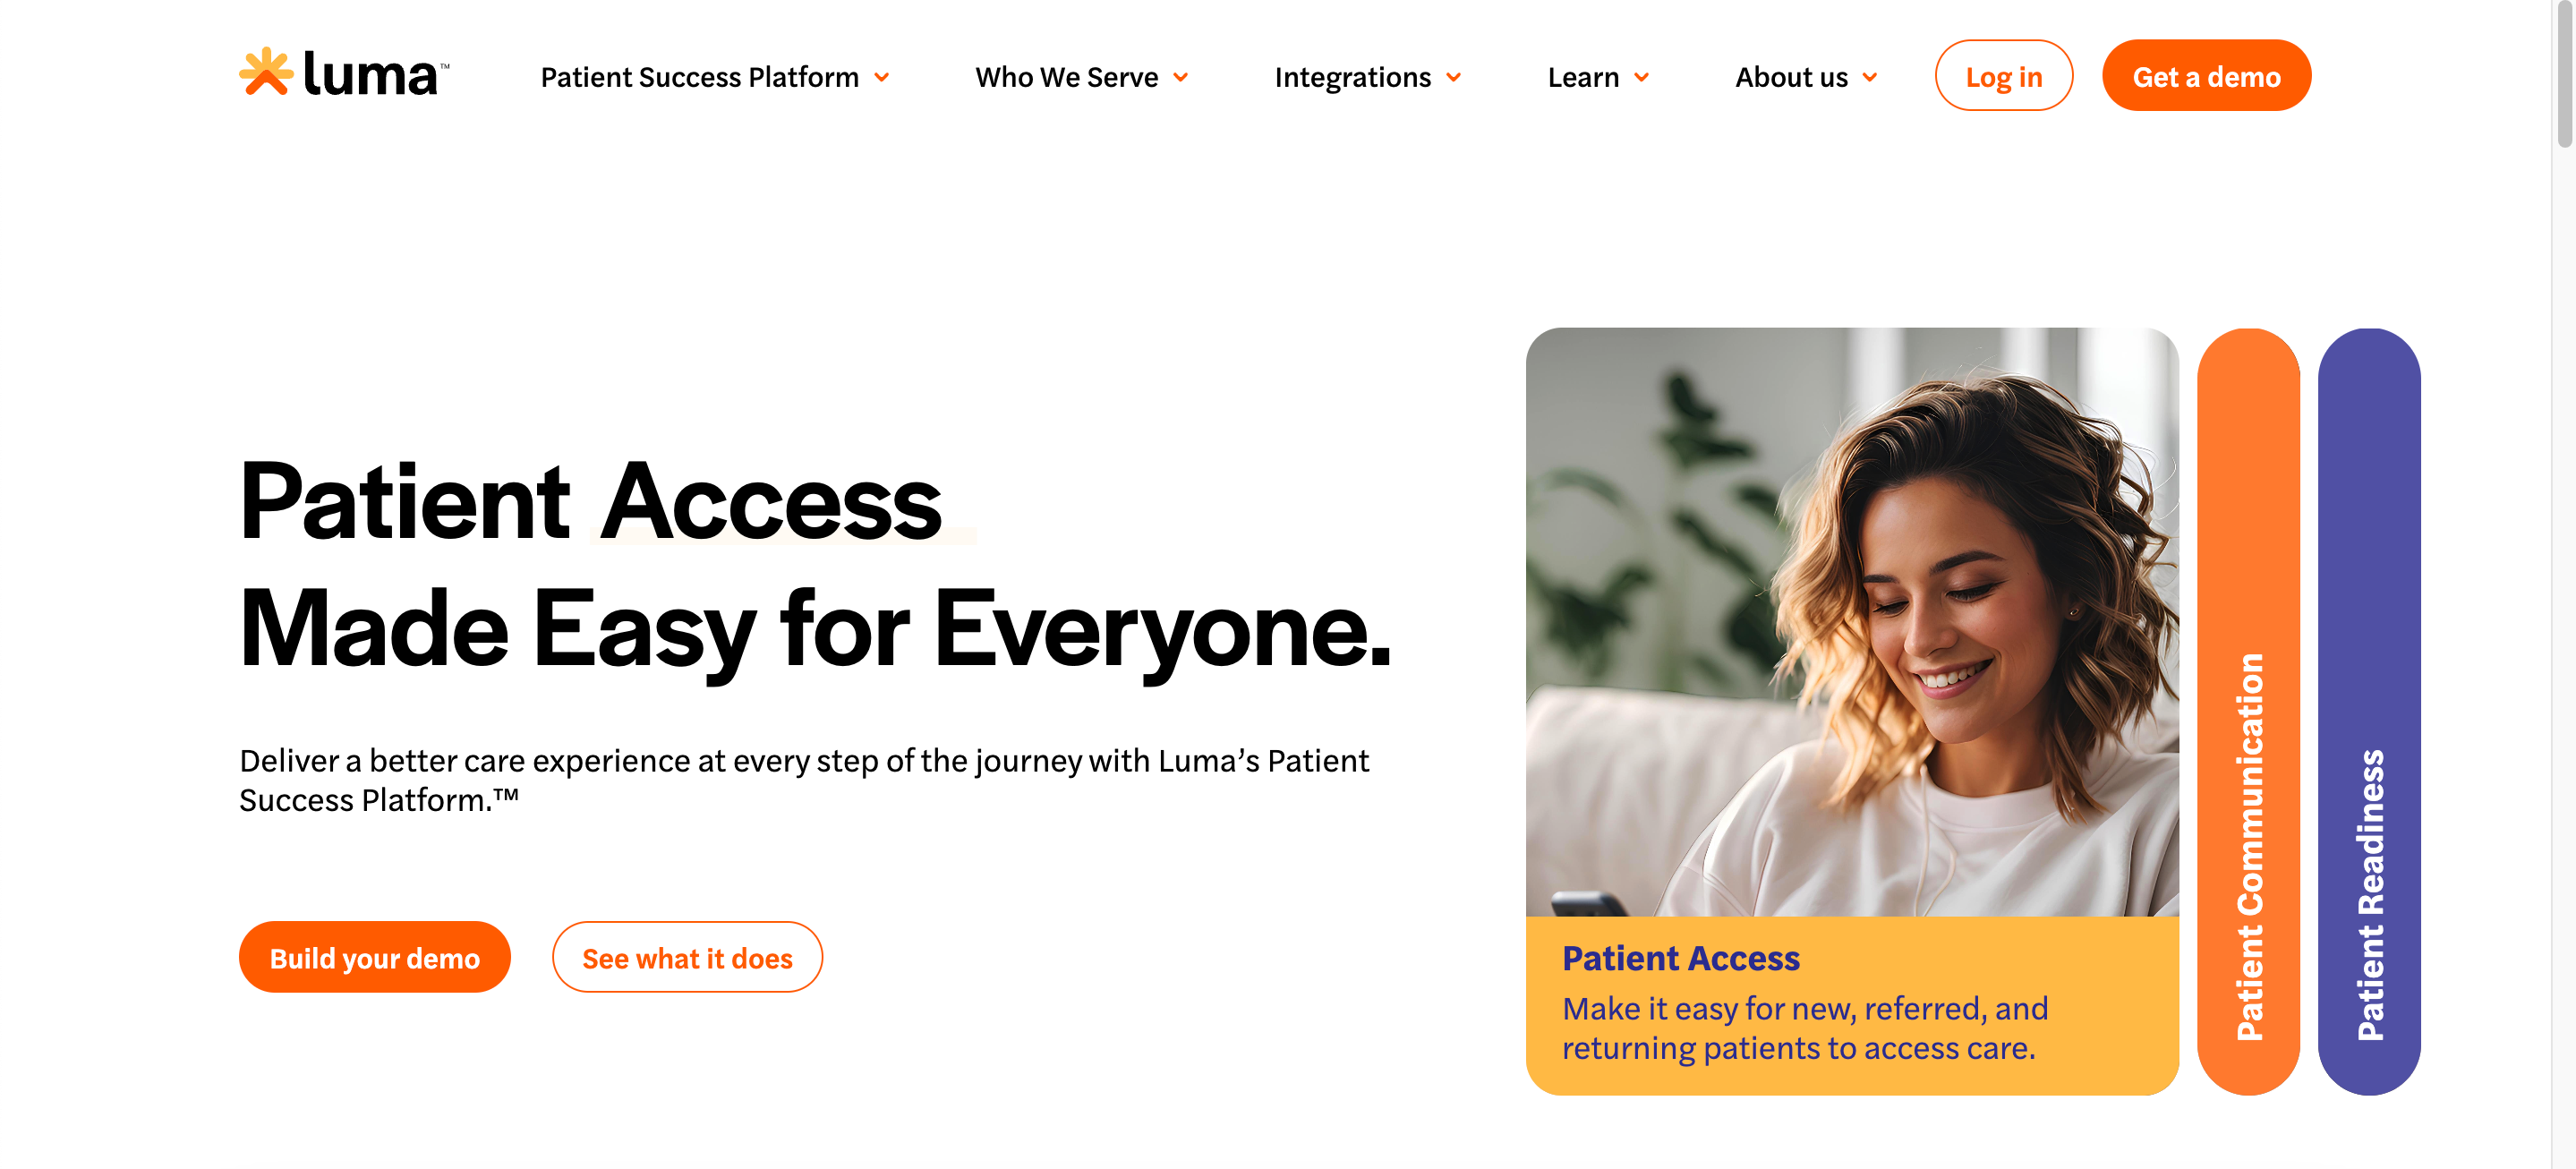 luma™
Patient Success Platform
Who We Serve
Integrations
Learn
About us
Log in
Get a demo
Patient Access
Made Easy for Everyone.
Deliver a better care experience at every step of the journey with Luma’s Patient
Success Platform.™
Build your demo
See what it does
Patient Access
Make it easy for new, referred, and
returning patients to access care.
Patient Communication
Patient Readiness